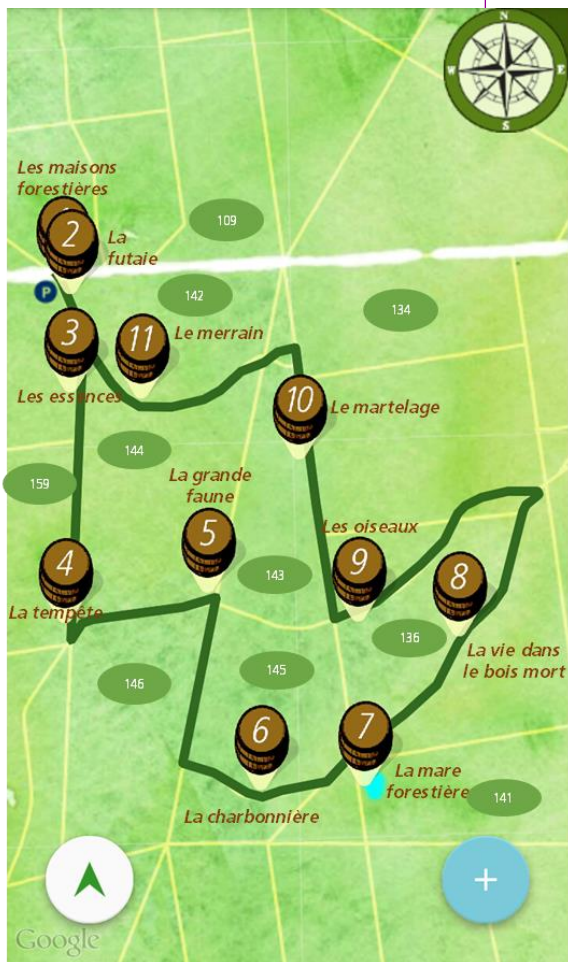 N
W
E
S
Les maisons
forestières
2
La
futaie
109
P
142
134
3
11
Le merrain
Les essences
10
Le martelage
144
La grande
faune
159
5
Les oiseaux
4
9
8
143
La tempête
136
La vie dans
le bois mort
146
145
6
7
La mare
forestière
141
La charbonnière
+
Google